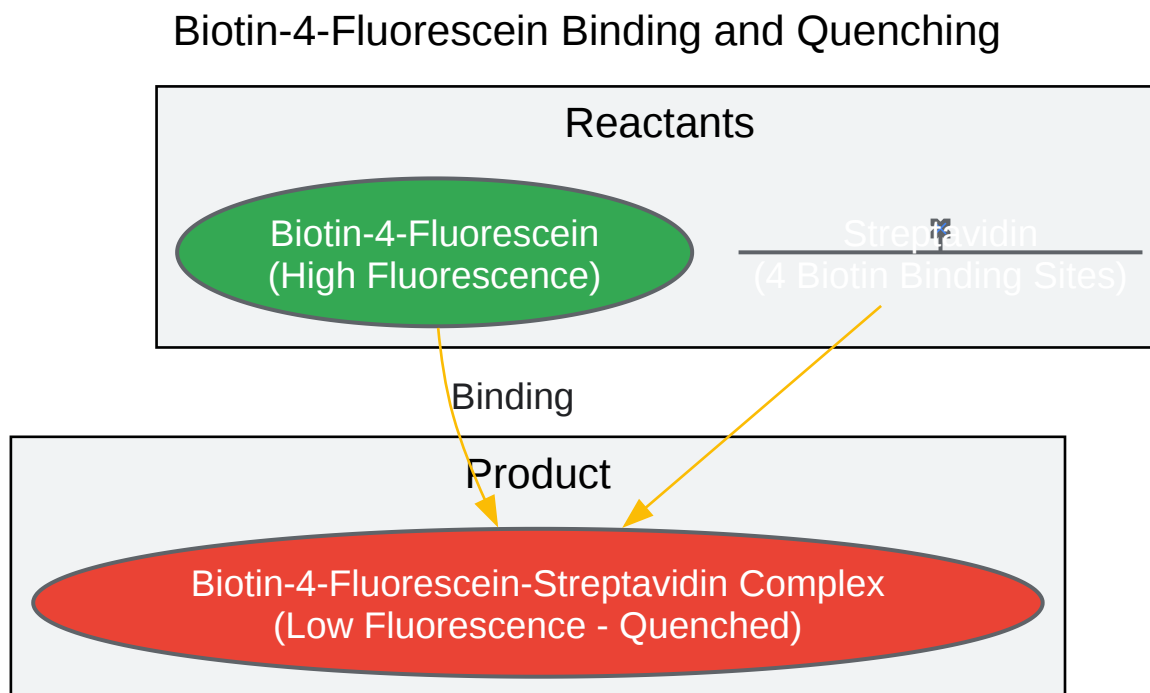 Biotin-4-Fluorescein Binding and Quenching
Reactants
Biotin-4-Fluorescein
(High Fluorescence)
Streptavidin
(4 Biotin Binding Sites)
Binding
Product
Biotin-4-Fluorescein-Streptavidin Complex
(Low Fluorescence - Quenched)